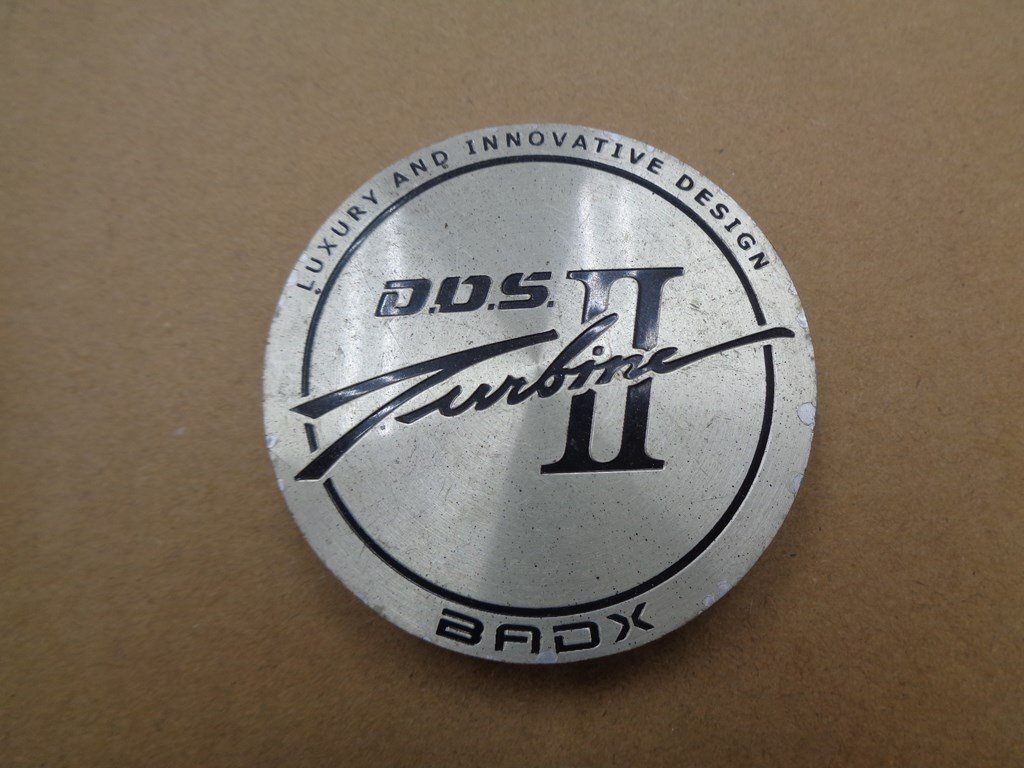 LUXURY AND INNOVATIVE DESIGN
D.O.S. II
Turbine
BADX